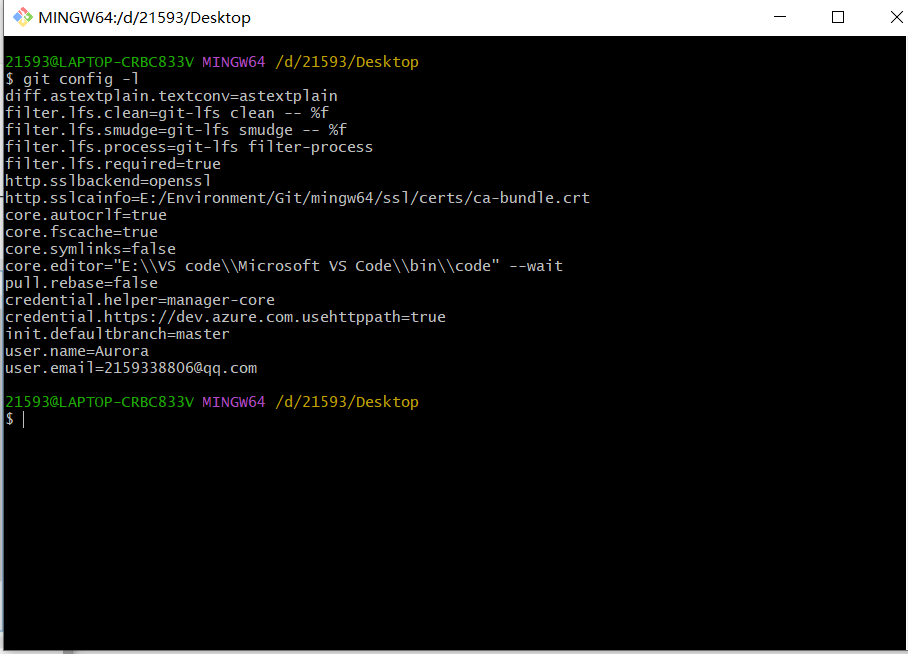 MINGW64:/d/21593/Desktop
21593@LAPTOP-CRBC833V MINGW64 /d/21593/Desktop
$ git config -l
diff.astextplain.textconv=astextplain
filter.lfs.clean=git-lfs clean -- %f
filter.lfs.smudge=git-lfs smudge -- %f
filter.lfs.process=git-lfs filter-process
filter.lfs.required=true
http.sslbackend=openssl
http.sslcainfo=E:/Environment/Git/mingw64/ssl/certs/ca-bundle.crt
core.autocrlf=true
core.fscache=true
core.symlinks=false
core.editor="E:\\VS code\\Microsoft VS Code\\bin\\code" --wait
pull.rebase=false
credential.helper=manager-core
credential.https://dev.azure.com.usehttppath=true
init.defaultbranch=master
user.name=Aurora
user.email=2159338806@qq.com
21593@LAPTOP-CRBC833V MINGW64 /d/21593/Desktop
$